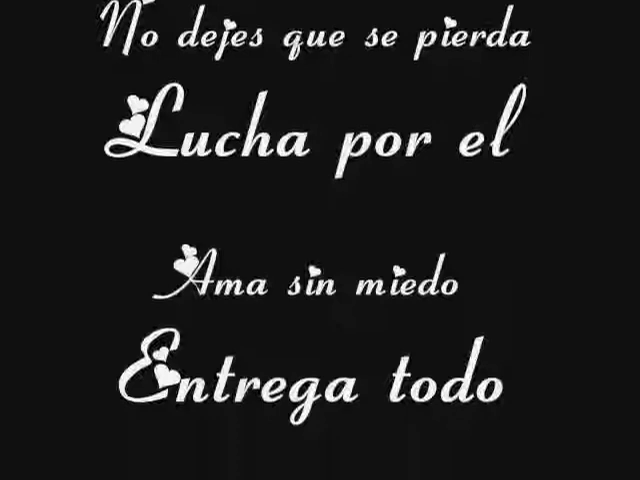 No dejes que se pierda
Lucha por el
Ama sin miedo
Entrega todo